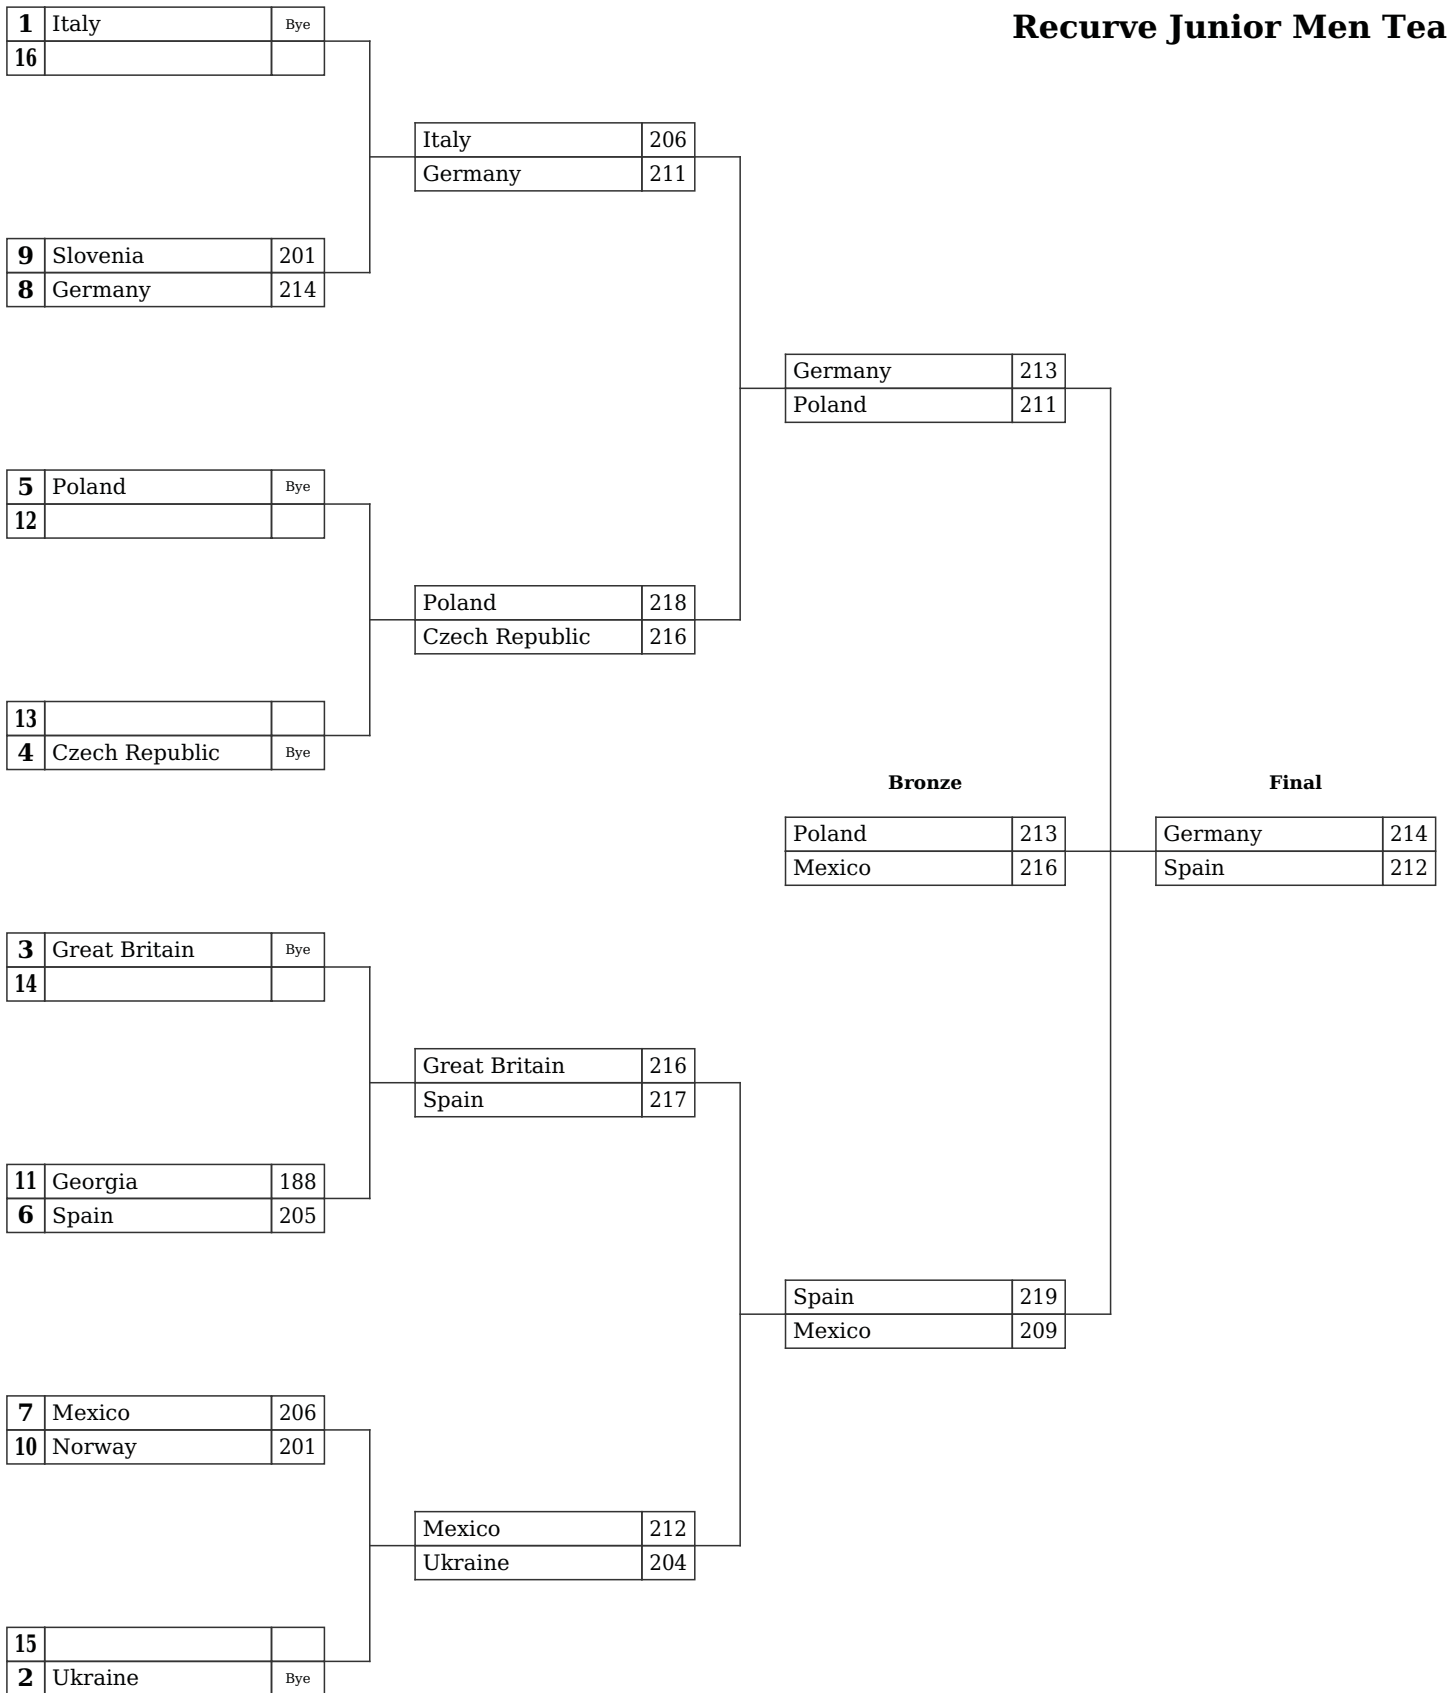 Recurve Junior Men Tea
1 Italy Bye
16
Italy 206
Germany 211
9 Slovenia 201
8 Germany 214
Germany 213
Poland 211
5 Poland Bye
12
Poland 218
Czech Republic 216
13
4 Czech Republic Bye
Bronze
Final
Poland 213
Mexico 216
Germany 214
Spain 212
3 Great Britain Bye
14
Great Britain 216
Spain 217
11 Georgia 188
6 Spain 205
Spain 219
Mexico 209
7 Mexico 206
10 Norway 201
Mexico 212
Ukraine 204
15
2 Ukraine Bye